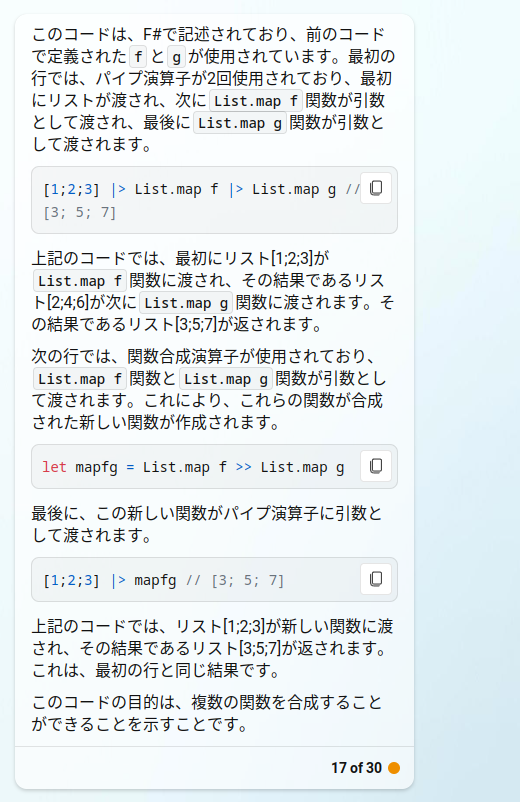 このコードは、F#で記述されており、前のコード
で定義された f と g が使用されています。最初の
行では、パイプ演算子が2回使用されており、最初
にリストが渡され、次に List.map f 関数が引数
として渡され、最後に List.map g 関数が引数と
して渡されます。
[1;2;3] |> List.map f |> List.map g //
[3; 5; 7]
上記のコードでは、最初にリスト[1;2;3]が
List.map f 関数に渡され、その結果であるリス
ト[2;4;6]が次に List.map g 関数に渡されます。そ
の結果であるリスト[3;5;7]が返されます。
次の行では、関数合成演算子が使用されており、
List.map f 関数と List.map g 関数が引数とし
て渡されます。これにより、これらの関数が合成
された新しい関数が作成されます。
let mapfg = List.map f >> List.map g
最後に、この新しい関数がパイプ演算子に引数と
して渡されます。
[1;2;3] |> mapfg // [3; 5; 7]
上記のコードでは、リスト[1;2;3]が新しい関数に渡
され、その結果であるリスト[3;5;7]が返されます。
これは、最初の行と同じ結果です。
このコードの目的は、複数の関数を合成すること
ができることを示すことです。
17 of 30